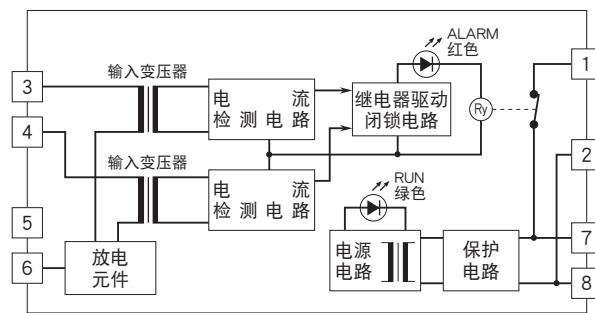 ALARM
红色
3
输入变压器
电 流
检测电路
继电器驱动
闭锁电路
Ry
1
4
输入变压器
电 流
检测电路
2
RUN
绿色
5
6
放电
元件
电源
电路
保护
电路
7
8